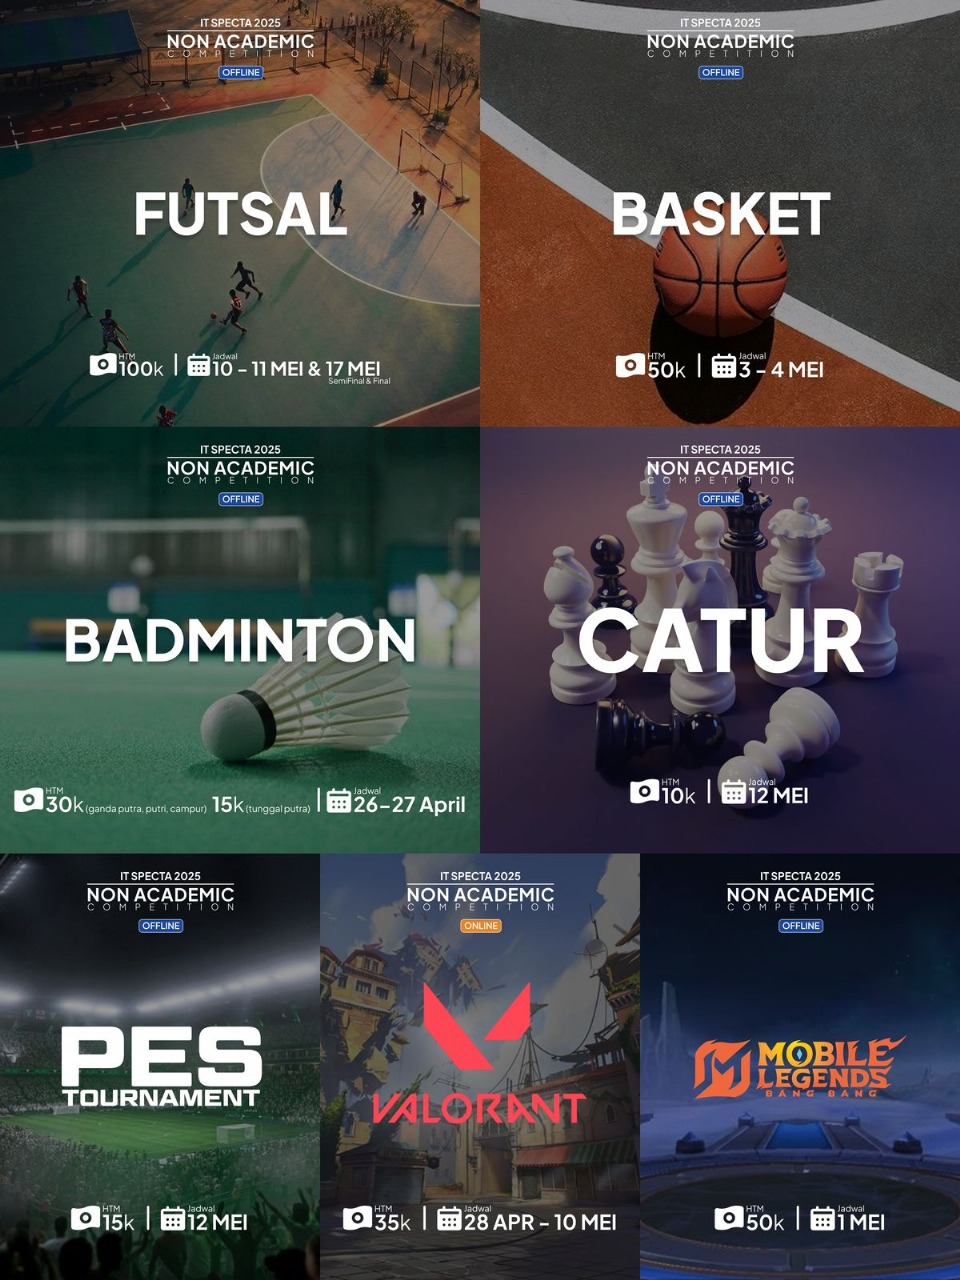 IT SPECTA 2025
NON ACADEMIC
COMPETITION
OFFLINE
FUTSAL
HTM
100k
Jadwal
10 - 11 MEI & 17 MEI
SemiFinal & Final
IT SPECTA 2025
NON ACADEMIC
COMPETITION
OFFLINE
BASKET
HTM
50k
Jadwal
3 - 4 MEI
IT SPECTA 2025
NON ACADEMIC
COMPETITION
OFFLINE
BADMINTON
HTM
30k (ganda putra, putri, campur) 15k (tunggal putra)
Jadwal
26-27 April
IT SPECTA 2025
NON ACADEMIC
COMPETITION
OFFLINE
CATUR
HTM
10k
Jadwal
12 MEI
IT SPECTA 2025
NON ACADEMIC
COMPETITION
OFFLINE
PES
TOURNAMENT
HTM
15k
Jadwal
12 MEI
IT SPECTA 2025
NON ACADEMIC
COMPETITION
ONLINE
VALORANT
HTM
35k
Jadwal
28 APR - 10 MEI
IT SPECTA 2025
NON ACADEMIC
COMPETITION
OFFLINE
MOBILE
LEGENDS
BANG BANG
HTM
50k
Jadwal
1 MEI